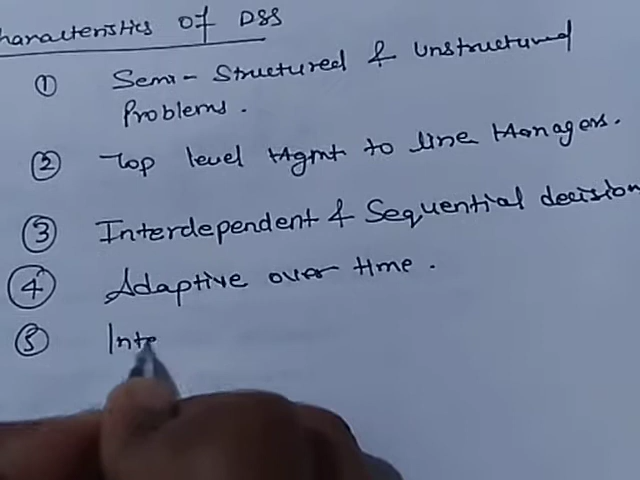 haracteristics of DSS
① Semi-Structured & Unstructured
Problems.
② Top level Mgmt to line Managers.
③ Interdependent & Sequential decision
④ Adaptive over time.
⑤ Inte